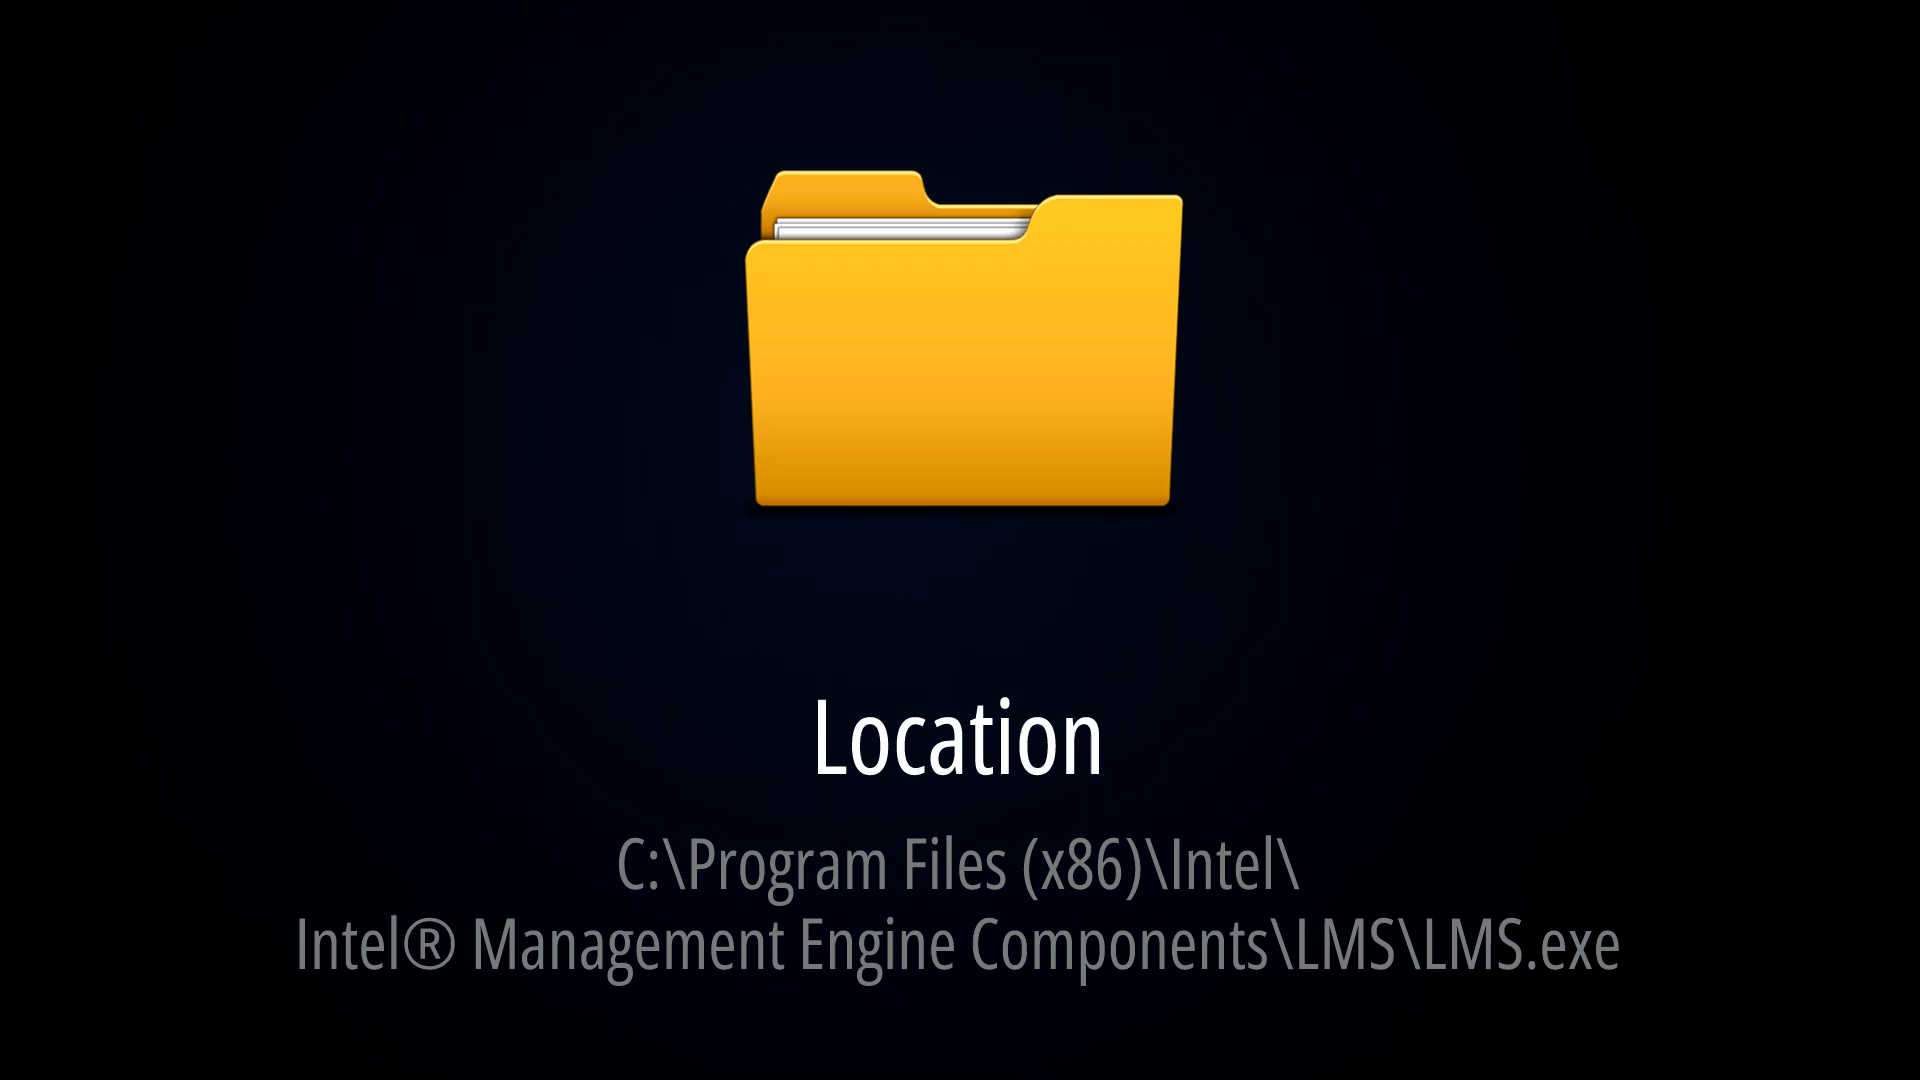 Location
C:\Program Files (x86)\Intel\
Intel® Management Engine Components\LMS\LMS.exe